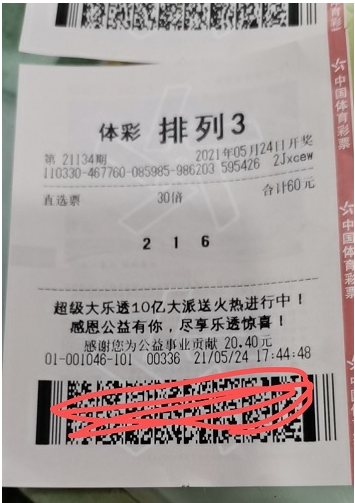 体彩 排列3
第 21134期 2021年05月24日开奖
110330-467760-085985-986203 595426 2Jxcew
直选票 30倍 合计60元
2 1 6
超级大乐透10亿大派送火热进行中！
感恩公益有你，尽享乐透惊喜！
感谢您为公益事业贡献 20.40元
01-001046-101 00336 21/05/24 17:44:48
中国体育彩票
中国体育彩票